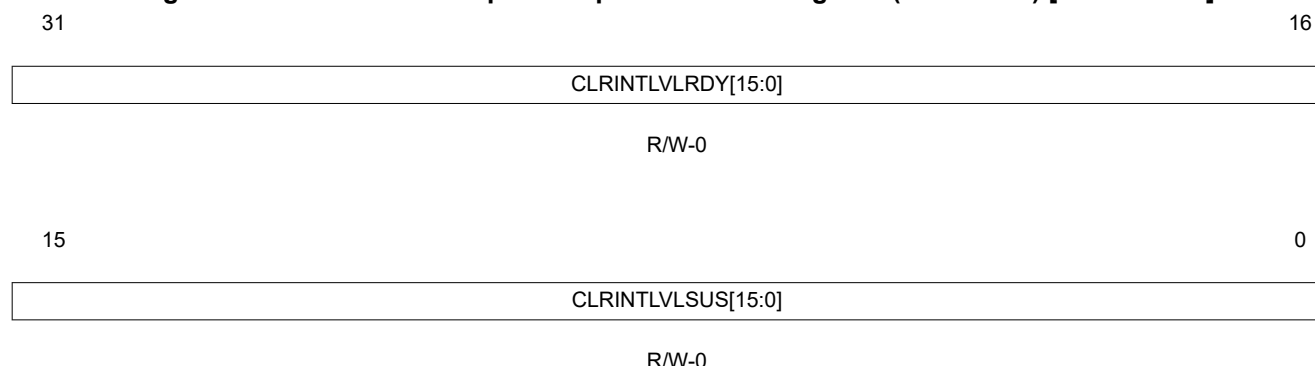 31 16
CLRINTLVLRDY[15:0]
R/W-0
15 0
CLRINTLVLSUS[15:0]
R/W-0